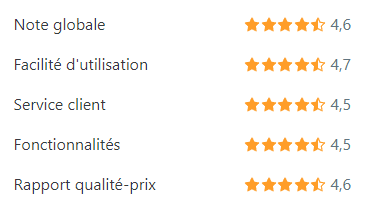 Note globale 4,6
Facilité d'utilisation 4,7
Service client 4,5
Fonctionnalités 4,5
Rapport qualité-prix 4,6